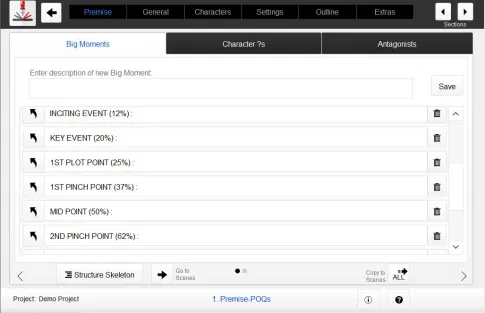 Premise General Characters Settings Outline Extras
Sections
Big Moments Character ?s Antagonists
Enter description of new Big Moment:
Save
INCITING EVENT (12%) :
KEY EVENT (20%) :
1ST PLOT POINT (25%) :
1ST PINCH POINT (37%) :
MID POINT (50%) :
2ND PINCH POINT (62%) :
Structure Skeleton
Go to
Scenes
Copy to
Scenes
ALL
Project: Demo Project
1. Premise-POQs